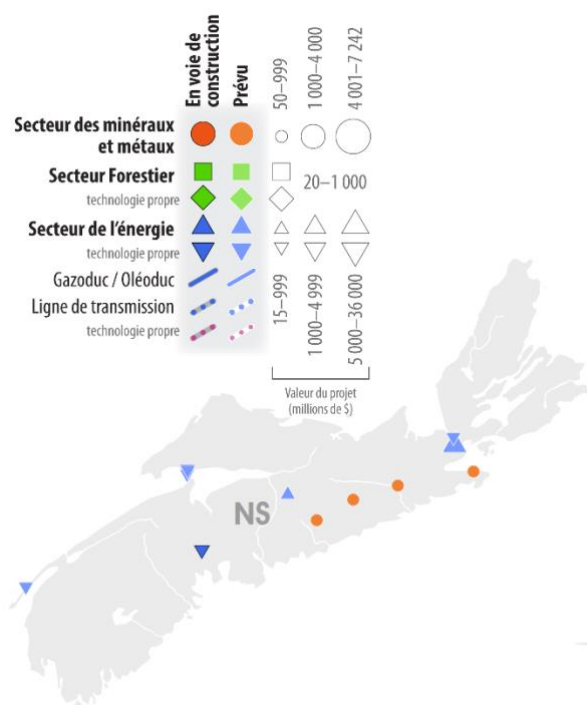 En voie de
construction
Prévu
50–999
1 000–4 000
4 001–7 242
Secteur des minéraux
et métaux
Secteur Forestier
20–1 000
technologie propre
Secteur de l'énergie
technologie propre
Gazoduc / Oléoduc
Ligne de transmission
technologie propre
15–999
1 000–4 999
5 000–36 000
Valeur du projet
(millions de $)
NS